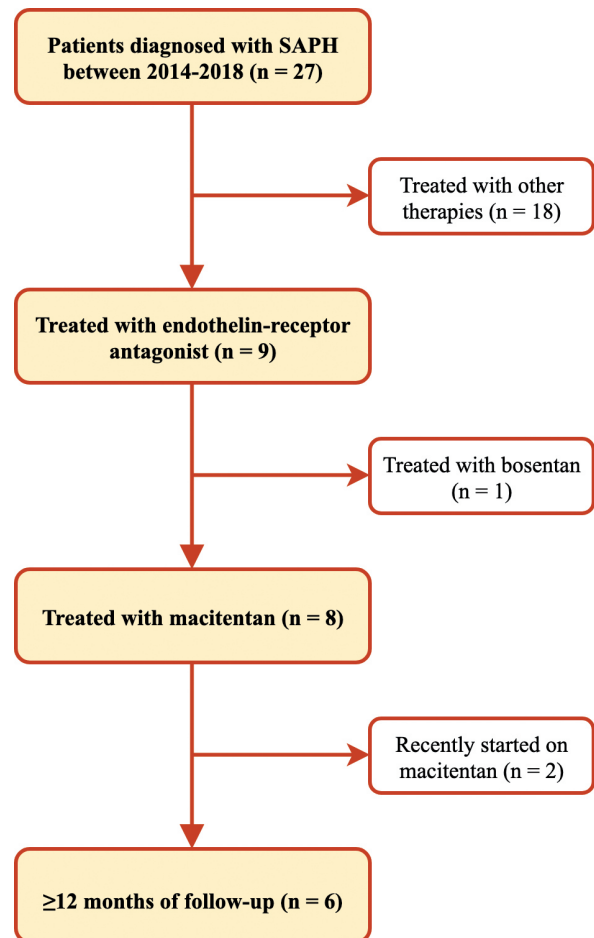 Patients diagnosed with SAPH
between 2014-2018 (n = 27)
Treated with other
therapies (n = 18)
Treated with endothelin-receptor
antagonist (n = 9)
Treated with bosentan
(n = 1)
Treated with macitentan (n = 8)
Recently started on
macitentan (n = 2)
≥12 months of follow-up (n = 6)